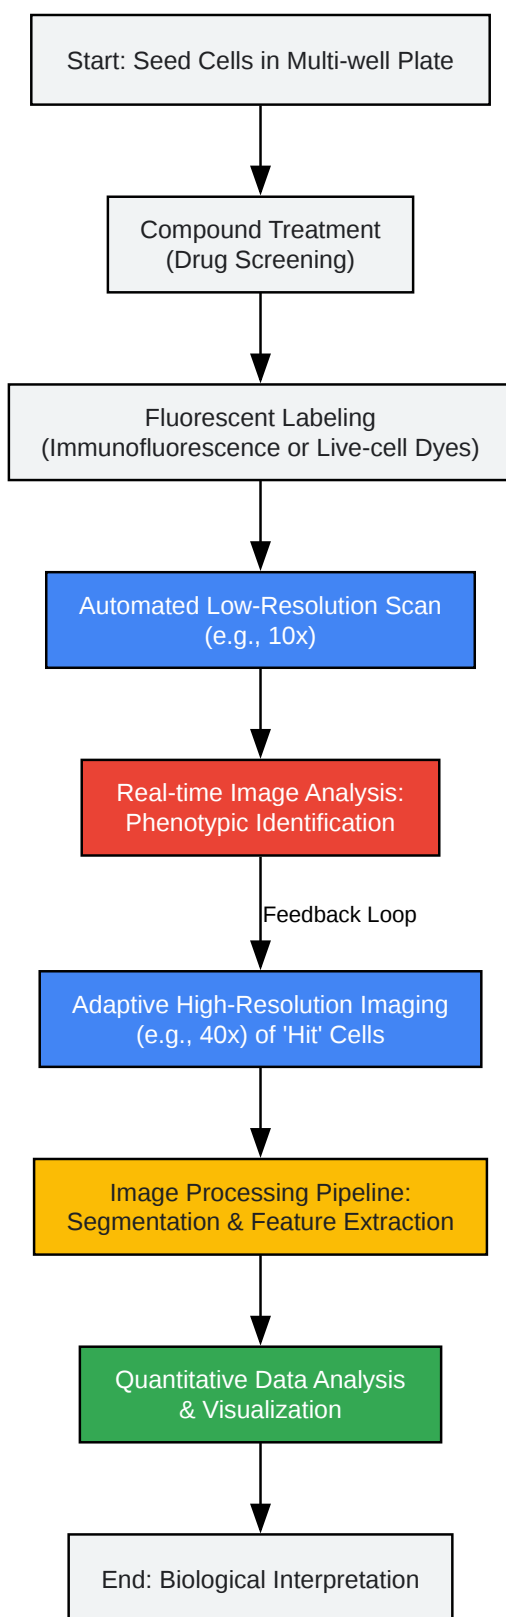 Start: Seed Cells in Multi-well Plate
Compound Treatment
(Drug Screening)
Fluorescent Labeling
(Immunofluorescence or Live-cell Dyes)
Automated Low-Resolution Scan
(e.g., 10x)
Real-time Image Analysis:
Phenotypic Identification
Feedback Loop
Adaptive High-Resolution Imaging
(e.g., 40x) of 'Hit' Cells
Image Processing Pipeline:
Segmentation & Feature Extraction
Quantitative Data Analysis
& Visualization
End: Biological Interpretation